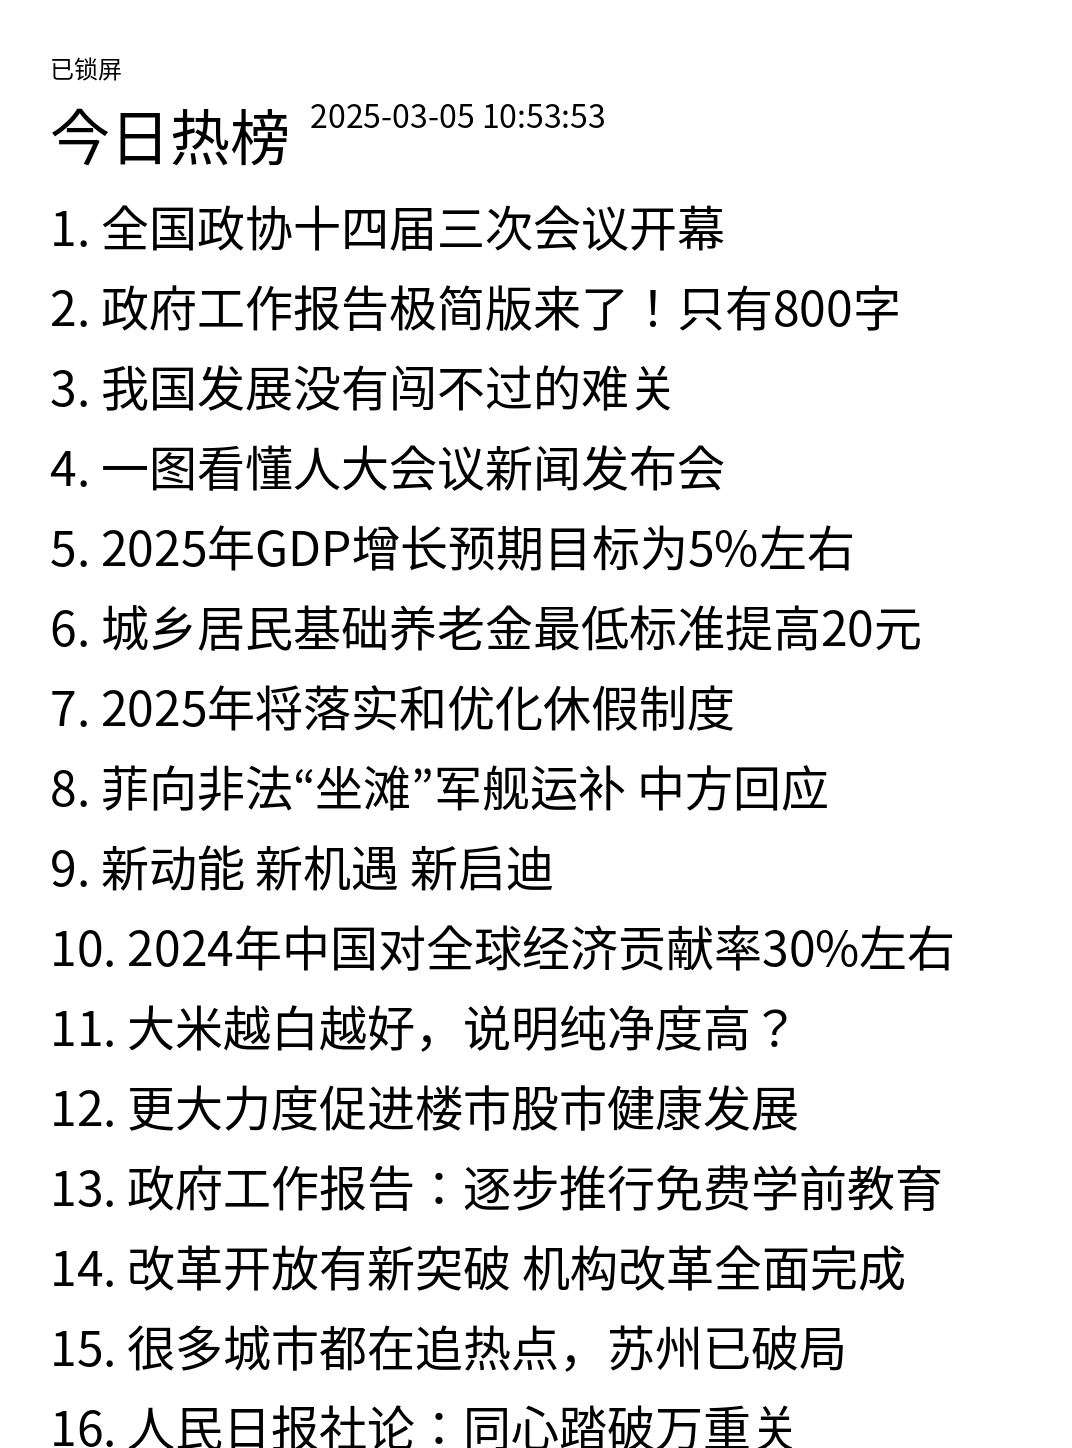 已锁屏
今日热榜 2025-03-05 10:53:53
1. 全国政协十四届三次会议开幕
2. 政府工作报告极简版来了！只有800字
3. 我国发展没有闯不过的难关
4. 一图看懂人大会议新闻发布会
5. 2025年GDP增长预期目标为5%左右
6. 城乡居民基础养老金最低标准提高20元
7. 2025年将落实和优化休假制度
8. 菲向非法“坐滩”军舰运补 中方回应
9. 新动能 新机遇 新启迪
10. 2024年中国对全球经济贡献率30%左右
11. 大米越白越好，说明纯净度高？
12. 更大力度促进楼市股市健康发展
13. 政府工作报告：逐步推行免费学前教育
14. 改革开放有新突破 机构改革全面完成
15. 很多城市都在追热点，苏州已破局
16. 人民日报社论：同心踏破万重关